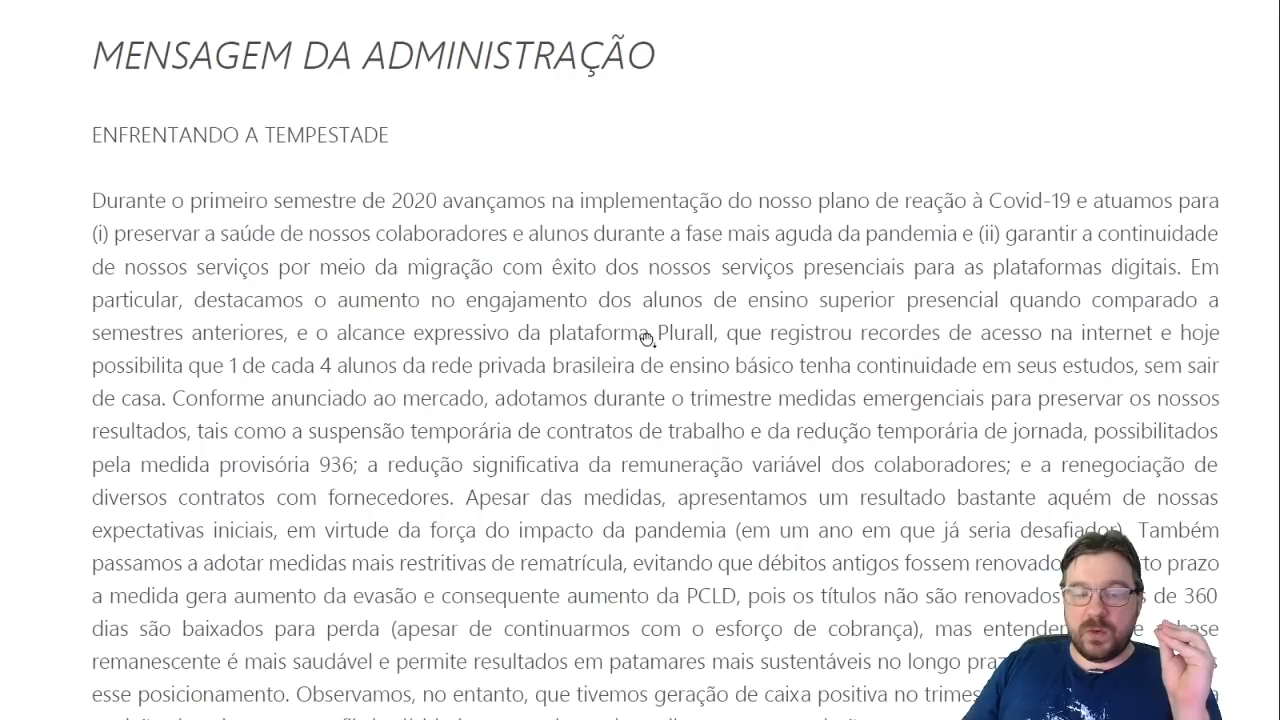 MENSAGEM DA ADMINISTRAÇÃO
ENFRENTANDO A TEMPESTADE
Durante o primeiro semestre de 2020 avançamos na implementação do nosso plano de reação à Covid-19 e atuamos para
(i) preservar a saúde de nossos colaboradores e alunos durante a fase mais aguda da pandemia e (ii) garantir a continuidade
de nossos serviços por meio da migração com êxito dos nossos serviços presenciais para as plataformas digitais. Em
particular, destacamos o aumento no engajamento dos alunos de ensino superior presencial quando comparado a
semestres anteriores, e o alcance expressivo da plataforma Plurall, que registrou recordes de acesso na internet e hoje
possibilita que 1 de cada 4 alunos da rede privada brasileira de ensino básico tenha continuidade em seus estudos, sem sair
de casa. Conforme anunciado ao mercado, adotamos durante o trimestre medidas emergenciais para preservar os nossos
resultados, tais como a suspensão temporária de contratos de trabalho e da redução temporária de jornada, possibilitados
pela medida provisória 936; a redução significativa da remuneração variável dos colaboradores; e a renegociação de
diversos contratos com fornecedores. Apesar das medidas, apresentamos um resultado bastante aquém de nossas
expectativas iniciais, em virtude da força do impacto da pandemia (em um ano em que já seria desafiador). Também
passamos a adotar medidas mais restritivas de rematrícula, evitando que débitos antigos fossem prazo
a medida gera aumento da evasão e consequente aumento da PCLD, pois os títulos não são renovados de 360
dias são baixados para perda (apesar de continuarmos com o esforço de cobrança), mas base
remanescente é mais saudável e permite resultados em patamares mais sustentáveis no longo
esse posicionamento. Observamos, no entanto, que tivemos geração de caixa positiva no